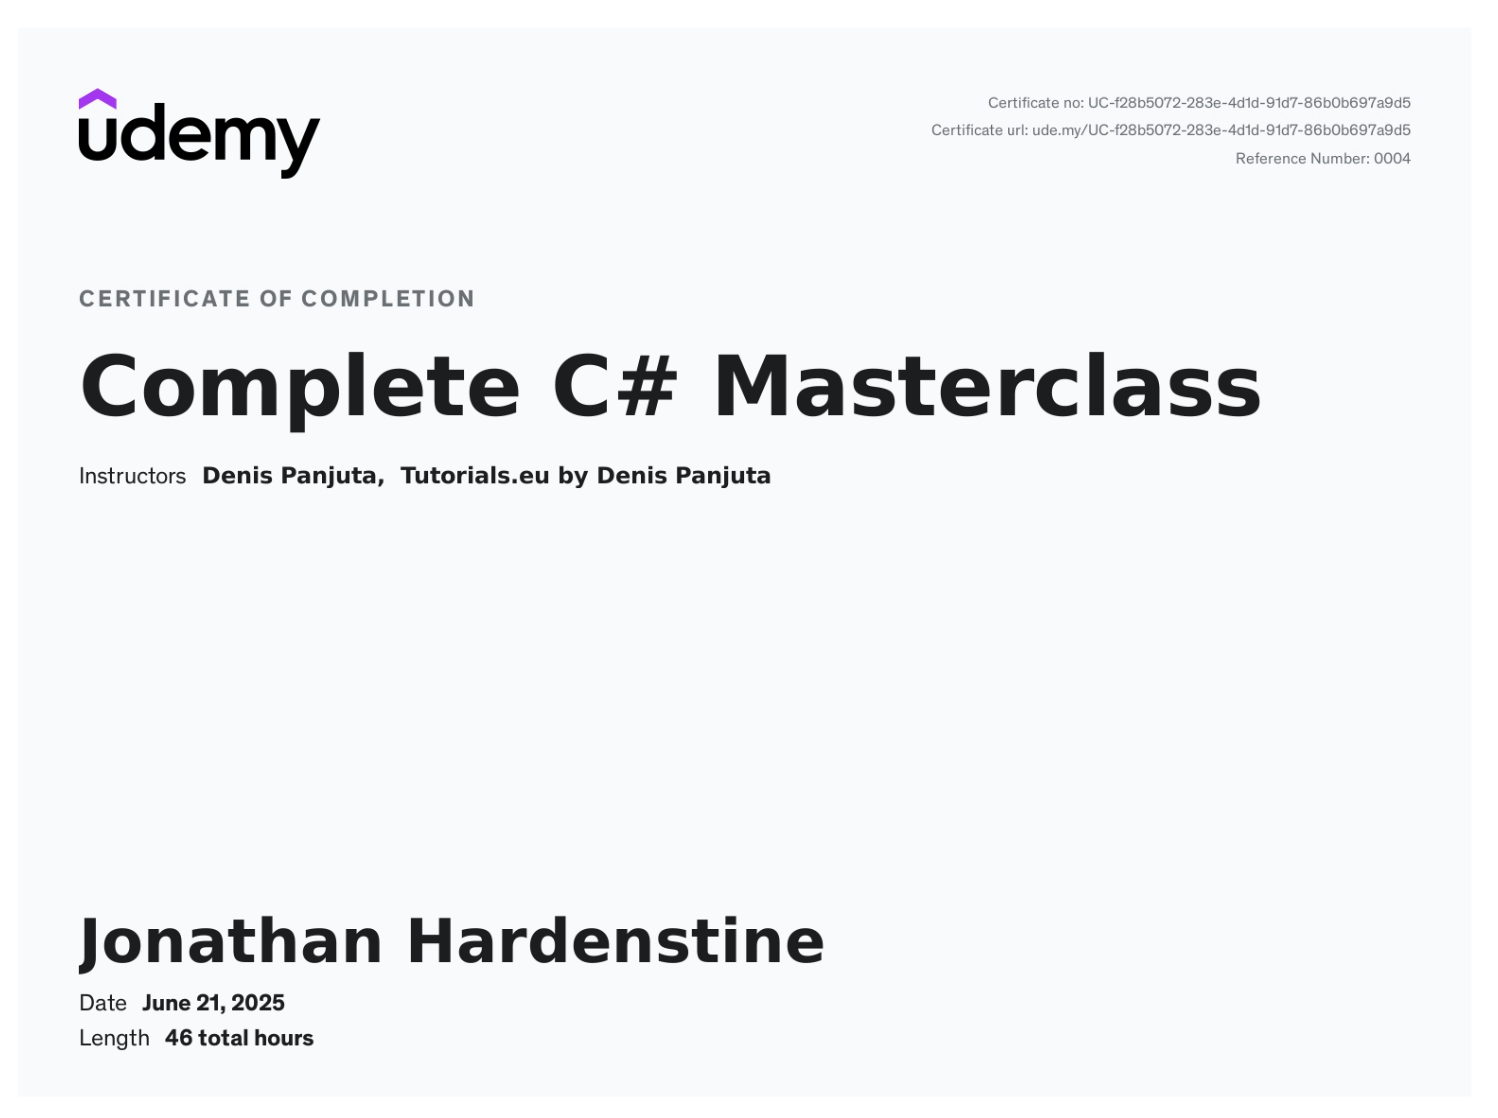 udemy
Certificate no: UC-f28b5072-283e-4d1d-91d7-86b0b697a9d5
Certificate url: ude.my/UC-f28b5072-283e-4d1d-91d7-86b0b697a9d5
Reference Number: 0004
CERTIFICATE OF COMPLETION
Complete C# Masterclass
Instructors Denis Panjuta, Tutorials.eu by Denis Panjuta
Jonathan Hardenstine
Date June 21, 2025
Length 46 total hours